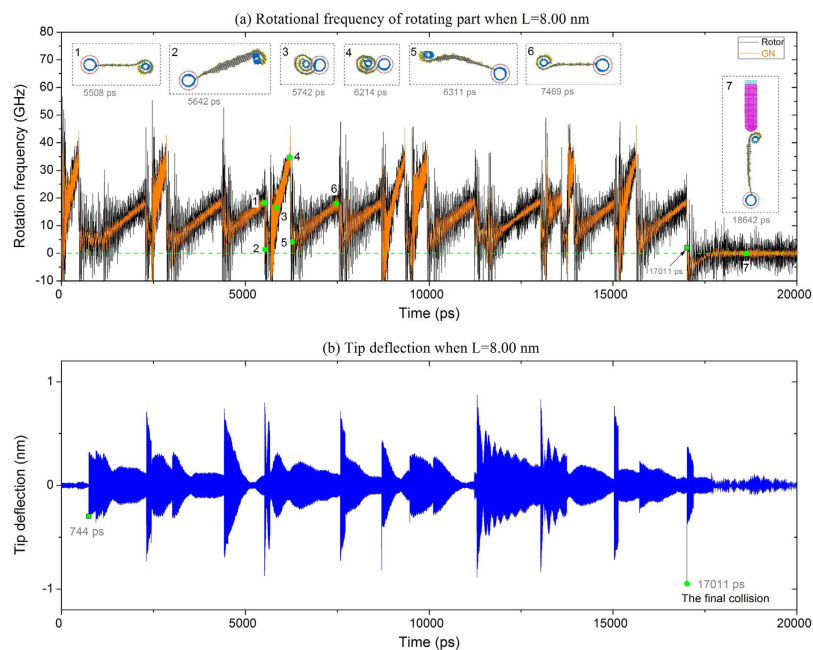 (a) Rotational frequency of rotating part when L=8.00 nm
Rotation frequency (GHz)
80
70
60
50
40
30
20
10
0
-10
1
5508 ps
2
5642 ps
3
5742 ps
4
6214 ps
5
6311 ps
6
7469 ps
Rotor
GN
7
18642 ps
1
2
3
4
5
6
17011 ps
7
0
5000
10000
15000
20000
Time (ps)
(b) Tip deflection when L=8.00 nm
Tip deflection (nm)
1
0
-1
744 ps
17011 ps
The final collision
0
5000
10000
15000
20000
Time (ps)